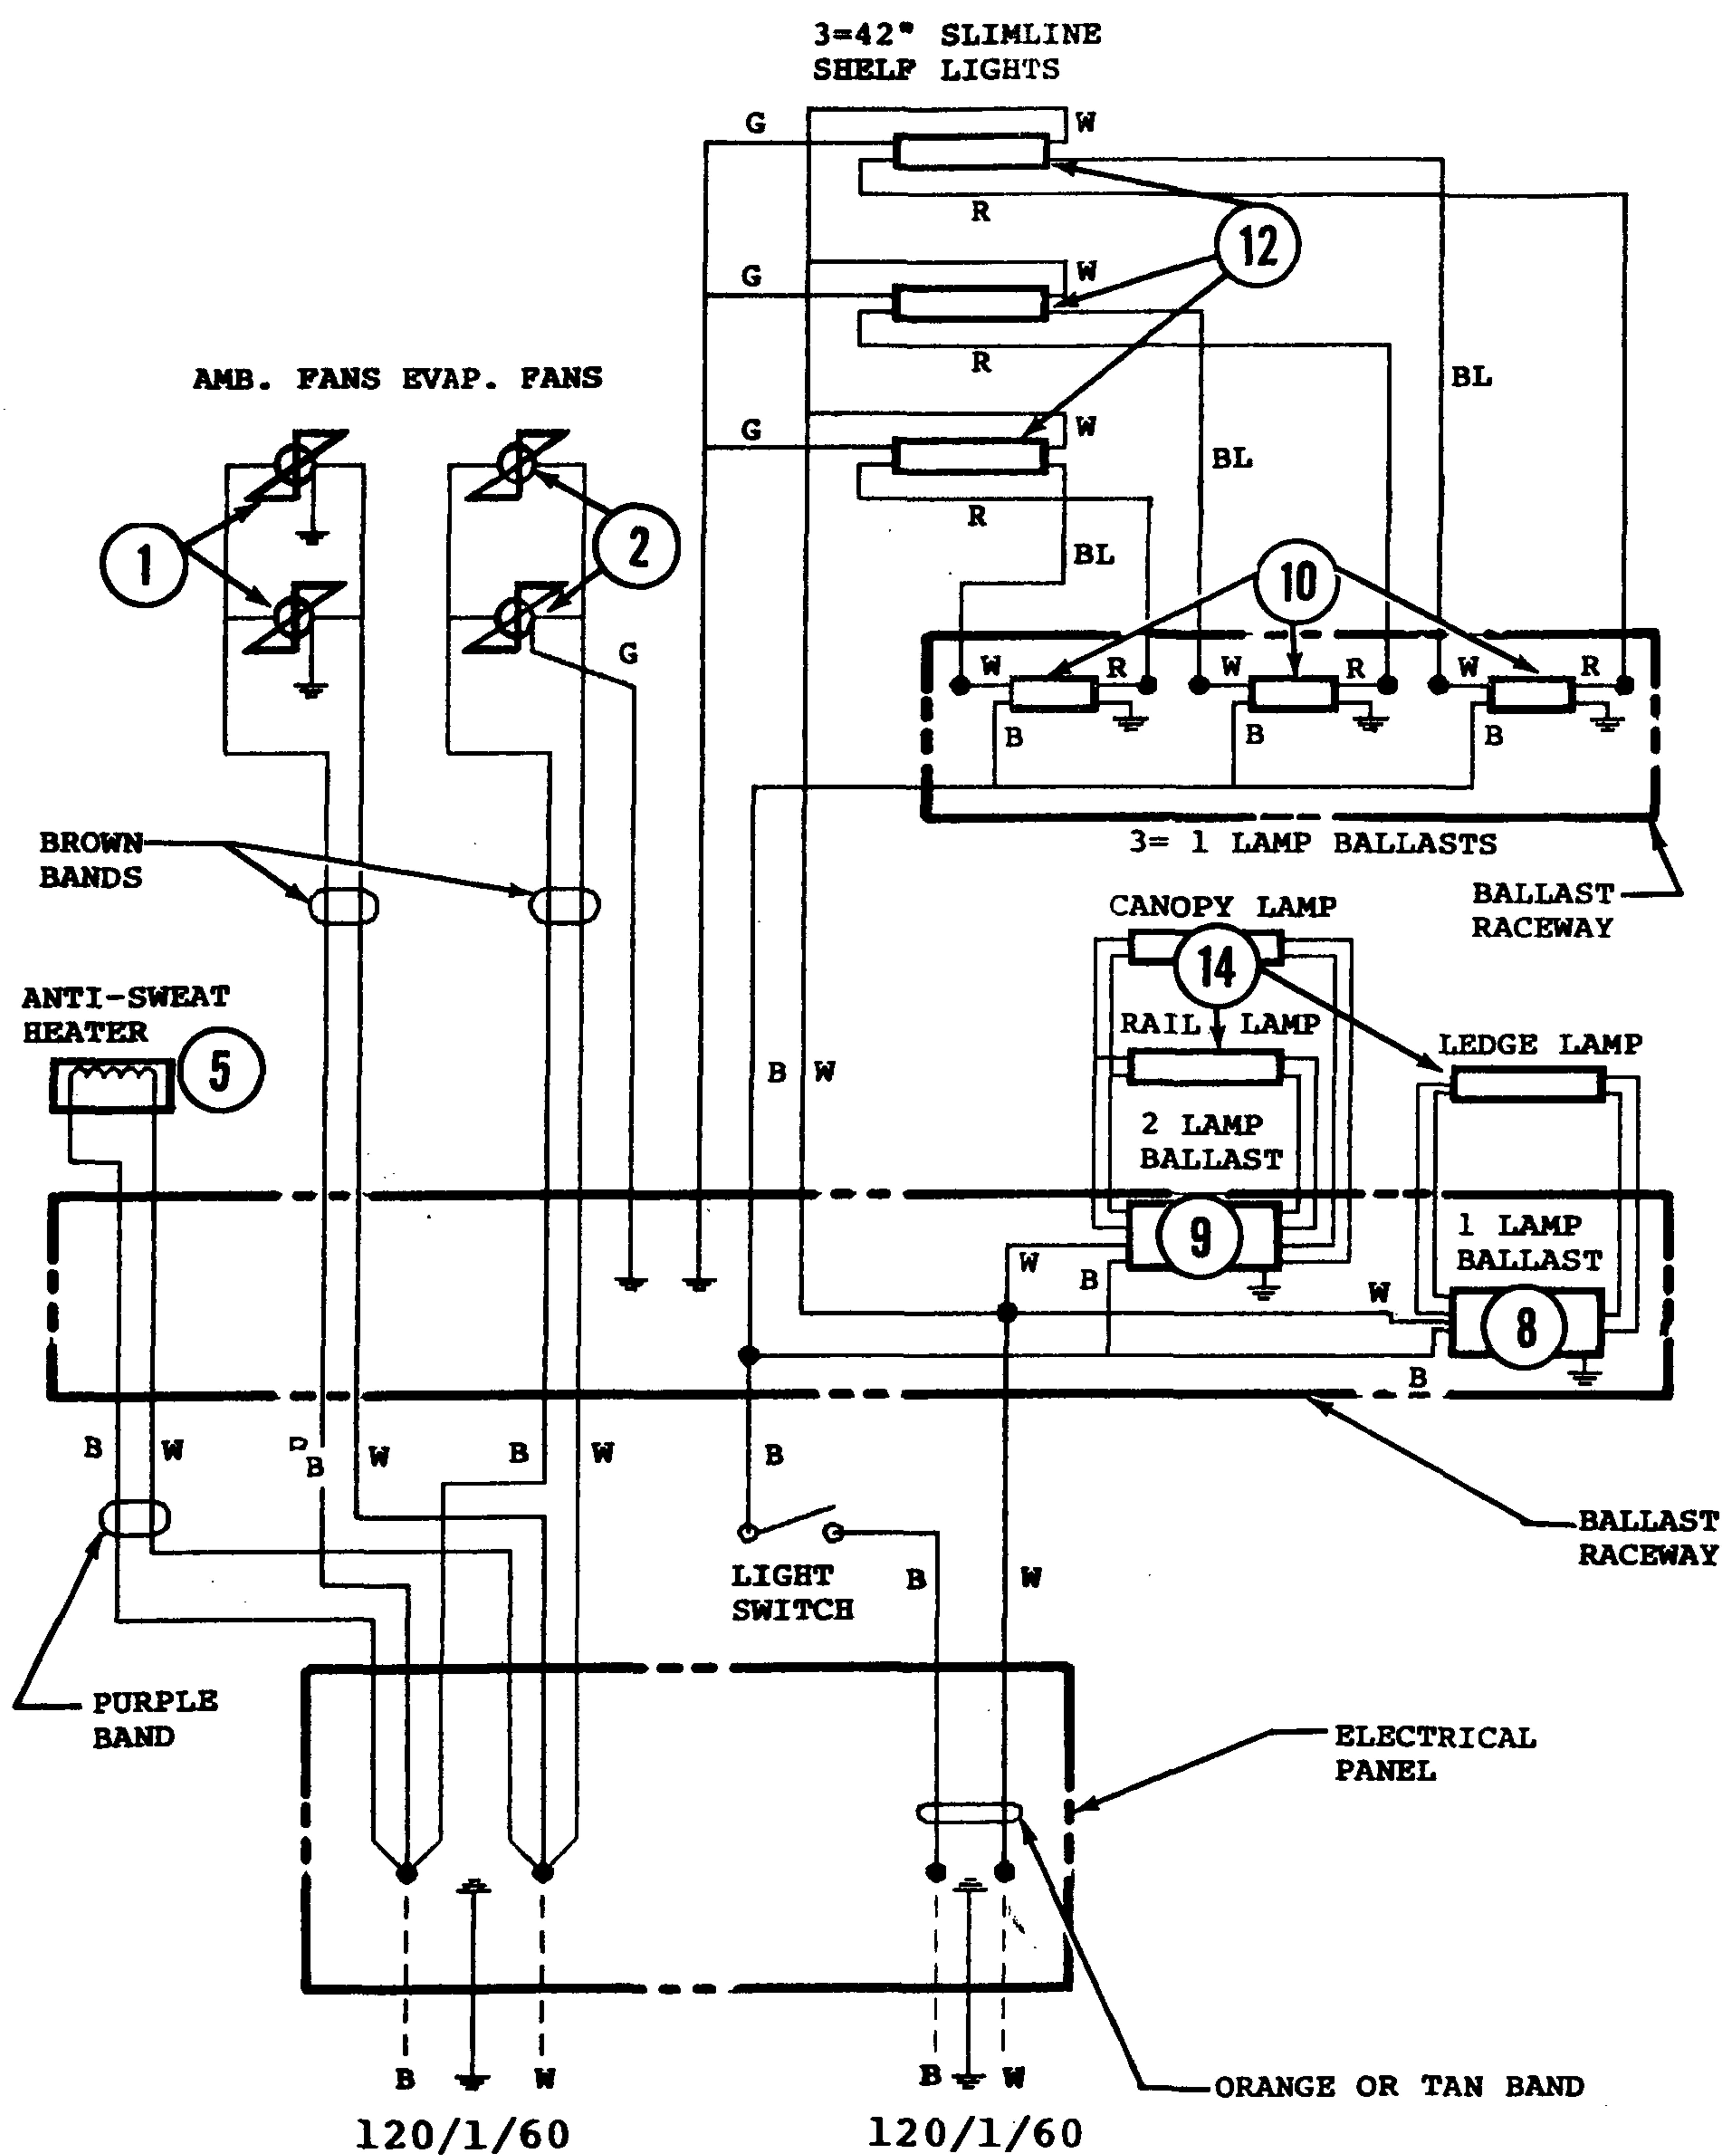 3=42" SLIMLINE
SHELF LIGHTS
G
W
R
12
G
W
R
AMB. FANS EVAP. FANS
BL
G
W
BL
R
1
2
BL
10
G
W R W R W R
B B B
BROWN
BANDS
3= 1 LAMP BALLASTS
BALLAST
RACEWAY
CANOPY LAMP
14
ANTI-SWEAT
HEATER
5
RAIL LAMP
LEDGE LAMP
B W
2 LAMP
BALLAST
9
1 LAMP
BALLAST
W
B
W
8
B
B W B W B W
B
BALLAST
RACEWAY
LIGHT
SWITCH
B W
PURPLE
BAND
ELECTRICAL
PANEL
B W B W
ORANGE OR TAN BAND
120/1/60 120/1/60